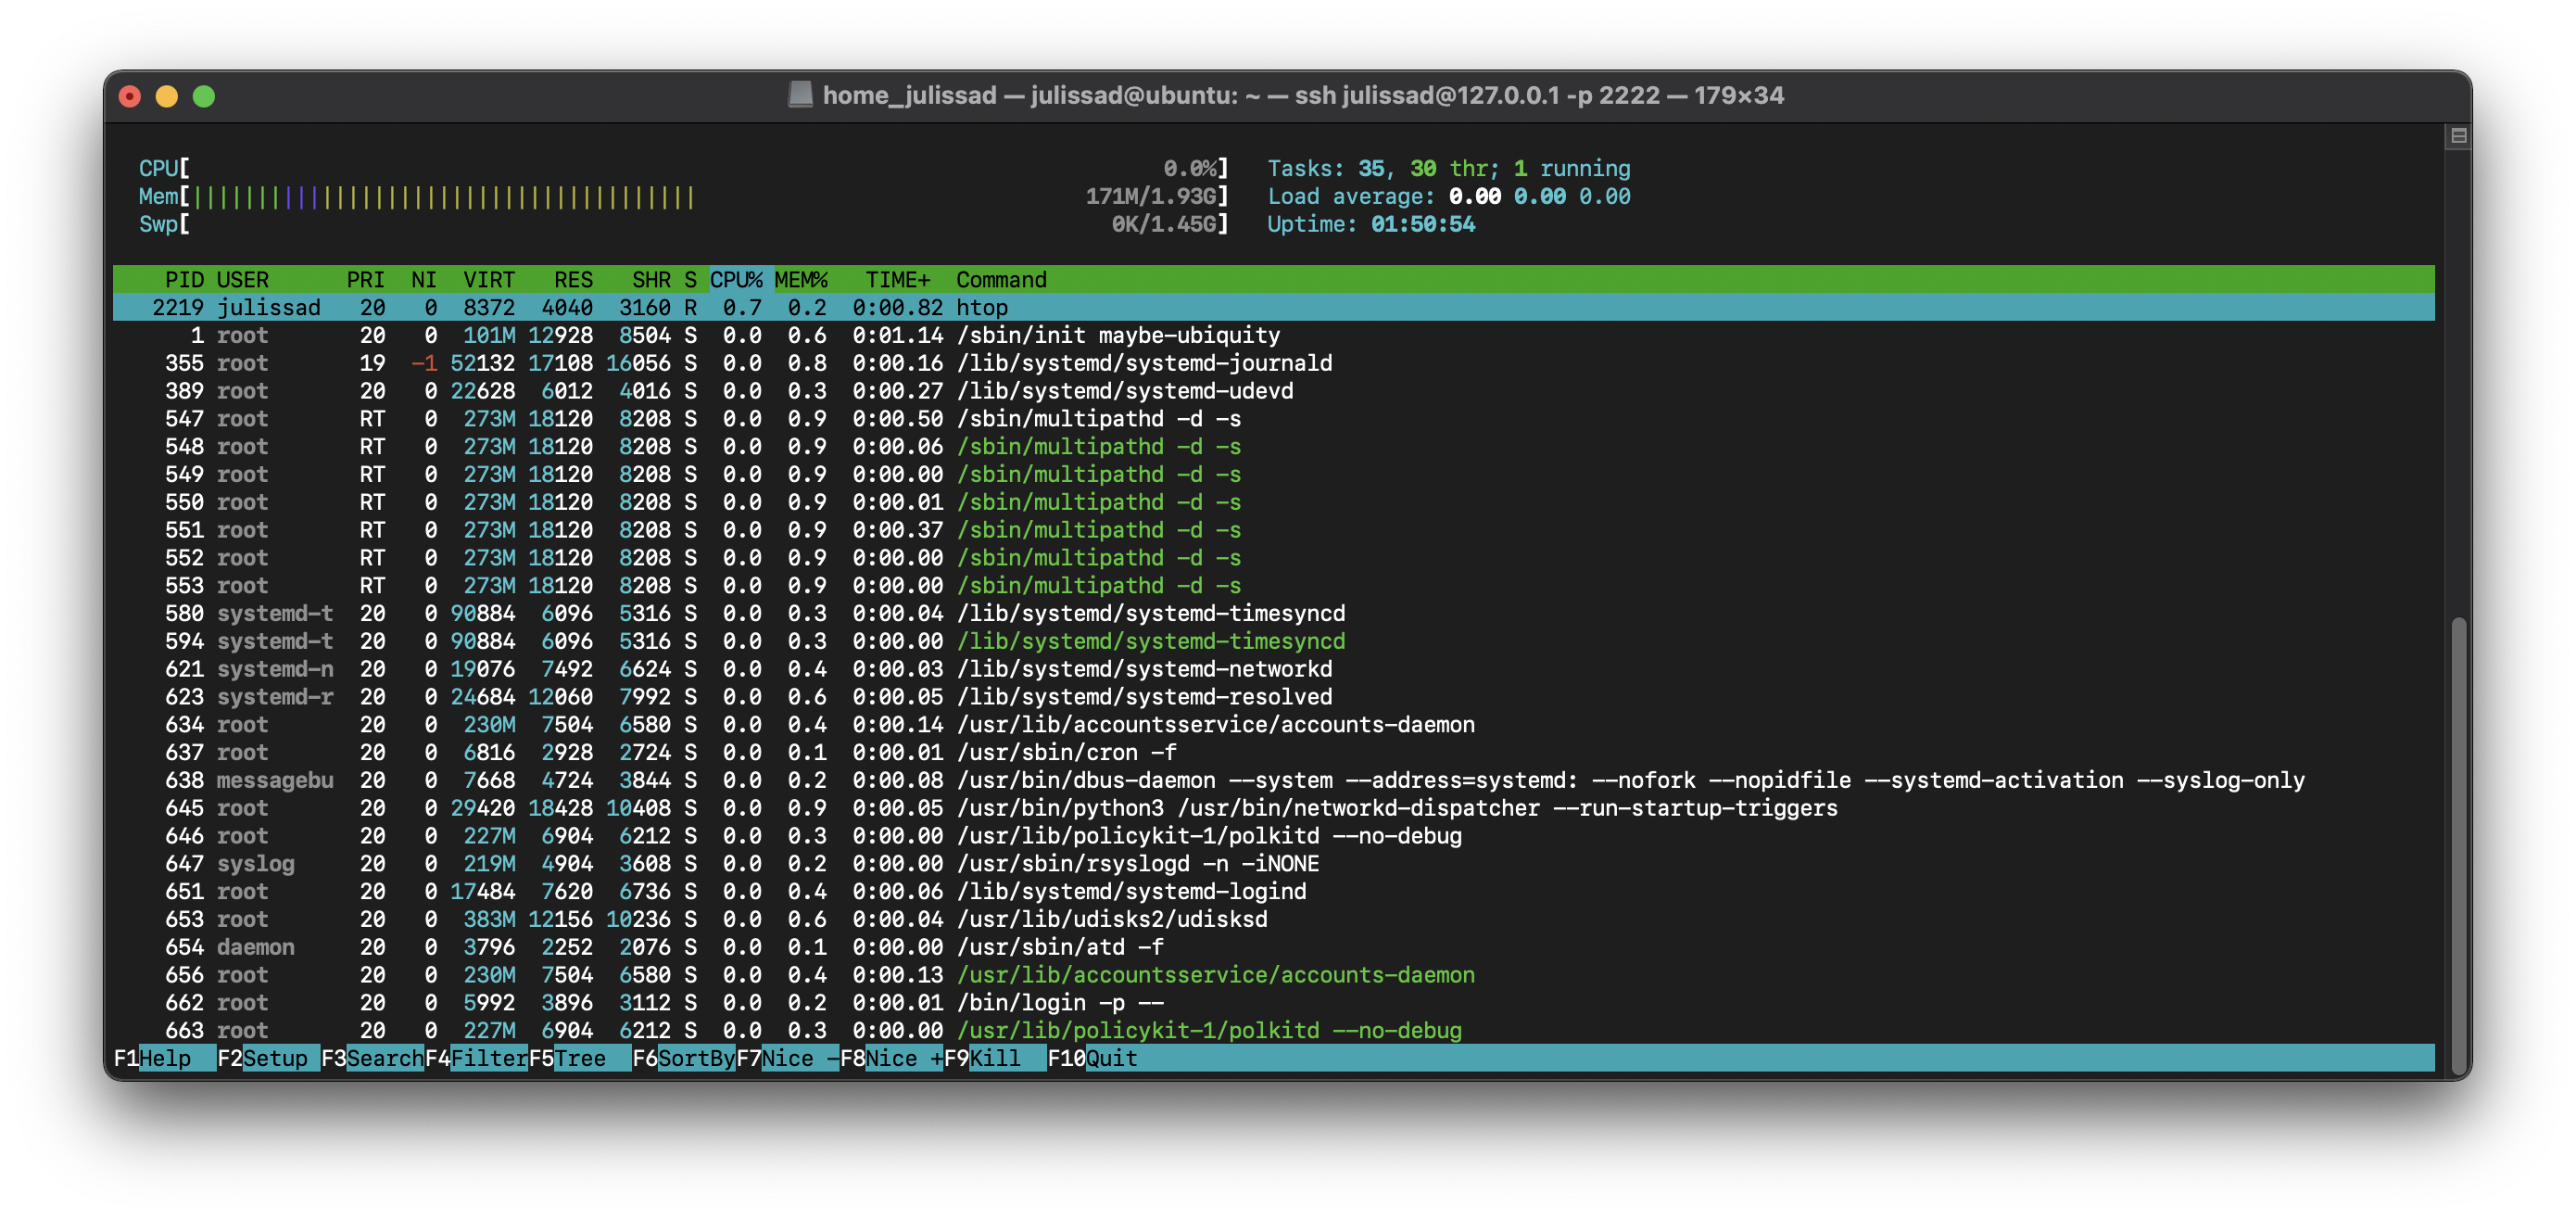 home_julissad — julissad@ubuntu: ~ — ssh julissad@127.0.0.1 -p 2222 — 179×34
CPU[ 0.0%] Tasks: 35, 30 thr; 1 running
Mem[||||||||||||||||||||||||||||||||||||||| 171M/1.93G] Load average: 0.00 0.00 0.00
Swp[ 0K/1.45G] Uptime: 01:50:54
PID USER PRI NI VIRT RES SHR S CPU% MEM% TIME+ Command
2219 julissad 20 0 8372 4040 3160 R 0.7 0.2 0:00.82 htop
1 root 20 0 101M 12928 8504 S 0.0 0.6 0:01.14 /sbin/init maybe-ubiquity
355 root 19 -1 52132 17108 16056 S 0.0 0.8 0:00.16 /lib/systemd/systemd-journald
389 root 20 0 22628 6012 4016 S 0.0 0.3 0:00.27 /lib/systemd/systemd-udevd
547 root RT 0 273M 18120 8208 S 0.0 0.9 0:00.50 /sbin/multipathd -d -s
548 root RT 0 273M 18120 8208 S 0.0 0.9 0:00.06 /sbin/multipathd -d -s
549 root RT 0 273M 18120 8208 S 0.0 0.9 0:00.00 /sbin/multipathd -d -s
550 root RT 0 273M 18120 8208 S 0.0 0.9 0:00.01 /sbin/multipathd -d -s
551 root RT 0 273M 18120 8208 S 0.0 0.9 0:00.37 /sbin/multipathd -d -s
552 root RT 0 273M 18120 8208 S 0.0 0.9 0:00.00 /sbin/multipathd -d -s
553 root RT 0 273M 18120 8208 S 0.0 0.9 0:00.00 /sbin/multipathd -d -s
580 systemd-t 20 0 90884 6096 5316 S 0.0 0.3 0:00.04 /lib/systemd/systemd-timesyncd
594 systemd-t 20 0 90884 6096 5316 S 0.0 0.3 0:00.00 /lib/systemd/systemd-timesyncd
621 systemd-n 20 0 19076 7492 6624 S 0.0 0.4 0:00.03 /lib/systemd/systemd-networkd
623 systemd-r 20 0 24684 12060 7992 S 0.0 0.6 0:00.05 /lib/systemd/systemd-resolved
634 root 20 0 230M 7504 6580 S 0.0 0.4 0:00.14 /usr/lib/accountsservice/accounts-daemon
637 root 20 0 6816 2928 2724 S 0.0 0.1 0:00.01 /usr/sbin/cron -f
638 messagebu 20 0 7668 4724 3844 S 0.0 0.2 0:00.08 /usr/bin/dbus-daemon --system --address=systemd: --nofork --nopidfile --systemd-activation --syslog-only
645 root 20 0 29420 18428 10408 S 0.0 0.9 0:00.05 /usr/bin/python3 /usr/bin/networkd-dispatcher --run-startup-triggers
646 root 20 0 227M 6904 6212 S 0.0 0.3 0:00.00 /usr/lib/policykit-1/polkitd --no-debug
647 syslog 20 0 219M 4904 3608 S 0.0 0.2 0:00.00 /usr/sbin/rsyslogd -n -iNONE
651 root 20 0 17484 7620 6736 S 0.0 0.4 0:00.06 /lib/systemd/systemd-logind
653 root 20 0 383M 12156 10236 S 0.0 0.6 0:00.04 /usr/lib/udisks2/udisksd
654 daemon 20 0 3796 2252 2076 S 0.0 0.1 0:00.00 /usr/sbin/atd -f
656 root 20 0 230M 7504 6580 S 0.0 0.4 0:00.13 /usr/lib/accountsservice/accounts-daemon
662 root 20 0 5992 3896 3112 S 0.0 0.2 0:00.01 /bin/login -p --
663 root 20 0 227M 6904 6212 S 0.0 0.3 0:00.00 /usr/lib/policykit-1/polkitd --no-debug
F1Help F2Setup F3SearchF4FilterF5Tree F6SortByF7Nice -F8Nice +F9Kill F10Quit